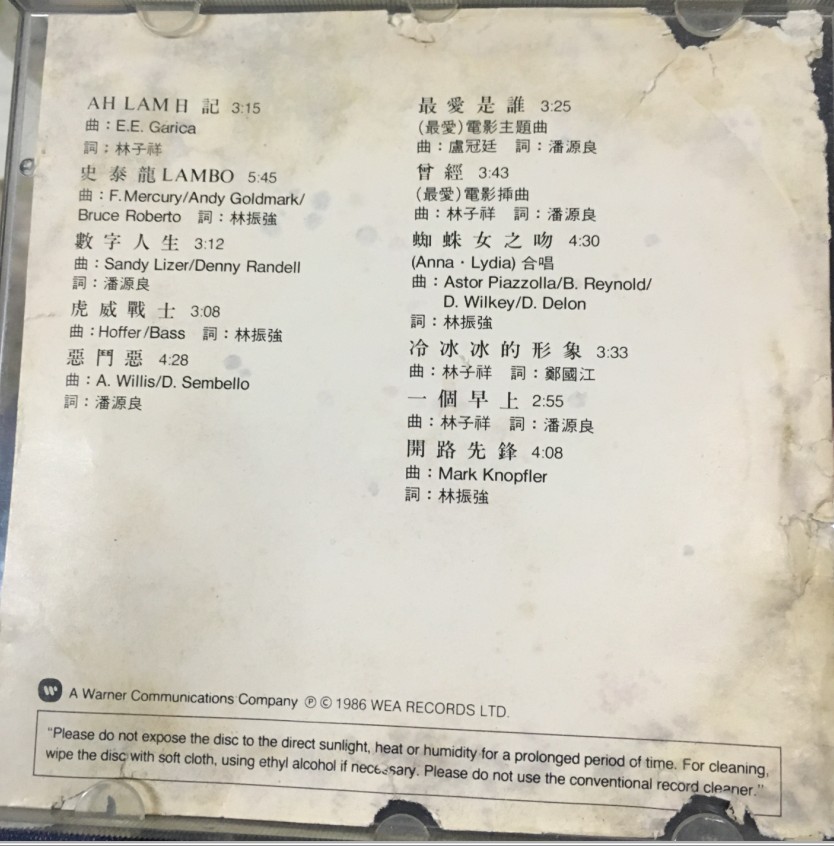 AH LAM 日記 3:15
曲：E.E. Garica
詞：林子祥
史泰龍 LAMBO 5:45
曲：F. Mercury/Andy Goldmark/
Bruce Roberto 詞：林振強
數字人生 3:12
曲：Sandy Lizer/Denny Randell
詞：潘源良
虎威戰士 3:08
曲：Hoffer/Bass 詞：林振強
惡鬥惡 4:28
曲：A. Willis/D. Sembello
詞：潘源良
最愛是誰 3:25
（最愛）電影主題曲
曲：盧冠廷 詞：潘源良
曾經 3:43
（最愛）電影揷曲
曲：林子祥 詞：潘源良
蜘蛛女之吻 4:30
(Anna·Lydia) 合唱
曲：Astor Piazzolla/B. Reynold/
D. Wilkey/D. Delon
詞：林振強
冷冰冰的形象 3:33
曲：林子祥 詞：鄭國江
一個早上 2:55
曲：林子祥 詞：潘源良
開路先鋒 4:08
曲：Mark Knopfler
詞：林振強
A Warner Communications Company ℗ © 1986 WEA RECORDS LTD.
"Please do not expose the disc to the direct sunlight, heat or humidity for a prolonged period of time. For cleaning,
wipe the disc with soft cloth, using ethyl alcohol if necessary. Please do not use the conventional record cleaner."